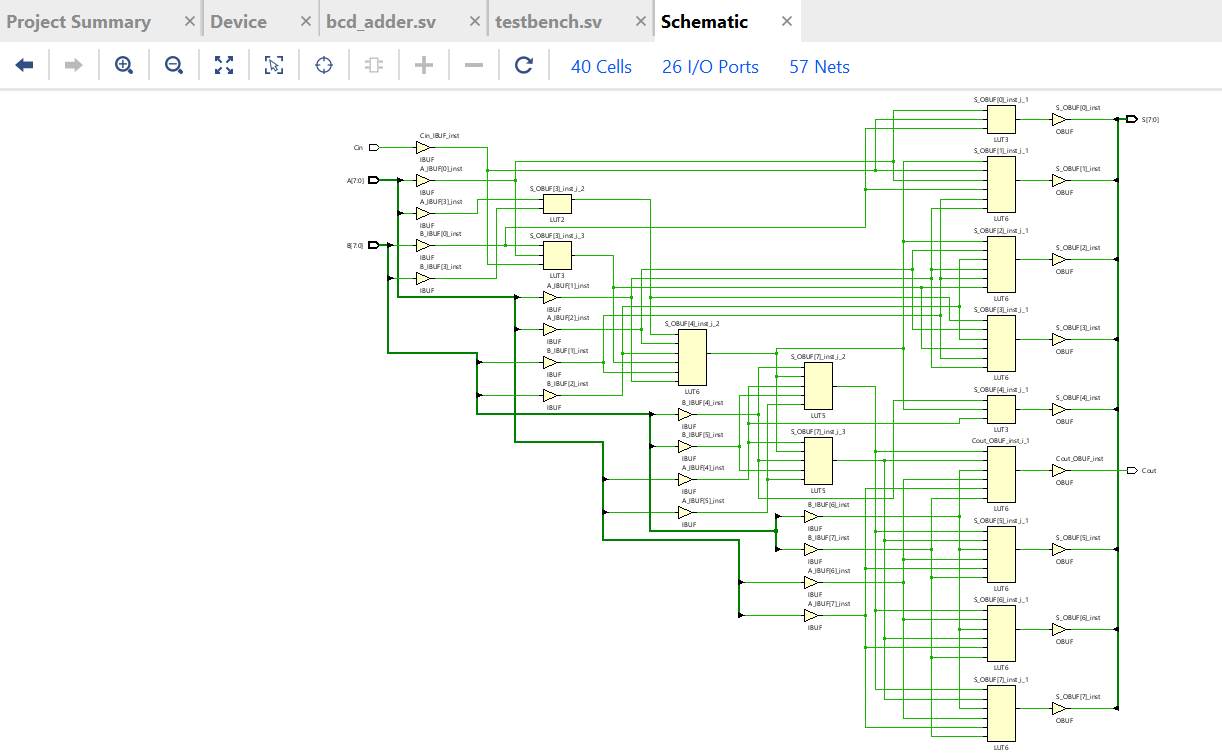 Project Summary × Device × bcd_adder.sv × testbench.sv × Schematic ×
40 Cells 26 I/O Ports 57 Nets
S_OBUF[0]_inst_i_1
LUT3
S_OBUF[0]_inst
OBUF
S[7:0]
Cin
Cin_IBUF_inst
IBUF
A[7:0]
A_IBUF[0]_inst
IBUF
A_IBUF[3]_inst
IBUF
B[7:0]
B_IBUF[0]_inst
IBUF
B_IBUF[3]_inst
IBUF
S_OBUF[3]_inst_i_2
LUT2
S_OBUF[3]_inst_i_3
LUT3
A_IBUF[1]_inst
IBUF
A_IBUF[2]_inst
IBUF
B_IBUF[1]_inst
IBUF
B_IBUF[2]_inst
IBUF
S_OBUF[4]_inst_i_2
LUT6
B_IBUF[4]_inst
IBUF
B_IBUF[5]_inst
IBUF
A_IBUF[4]_inst
IBUF
A_IBUF[5]_inst
IBUF
S_OBUF[7]_inst_i_2
LUT5
S_OBUF[7]_inst_i_3
LUT5
B_IBUF[6]_inst
IBUF
B_IBUF[7]_inst
IBUF
A_IBUF[6]_inst
IBUF
A_IBUF[7]_inst
IBUF
S_OBUF[1]_inst_i_1
LUT6
S_OBUF[1]_inst
OBUF
S_OBUF[2]_inst_i_1
LUT6
S_OBUF[2]_inst
OBUF
S_OBUF[3]_inst_i_1
LUT6
S_OBUF[3]_inst
OBUF
S_OBUF[4]_inst_i_1
LUT3
S_OBUF[4]_inst
OBUF
Cout_OBUF_inst_i_1
LUT6
Cout_OBUF_inst
OBUF
Cout
S_OBUF[5]_inst_i_1
LUT6
S_OBUF[5]_inst
OBUF
S_OBUF[6]_inst_i_1
LUT6
S_OBUF[6]_inst
OBUF
S_OBUF[7]_inst_i_1
LUT6
S_OBUF[7]_inst
OBUF